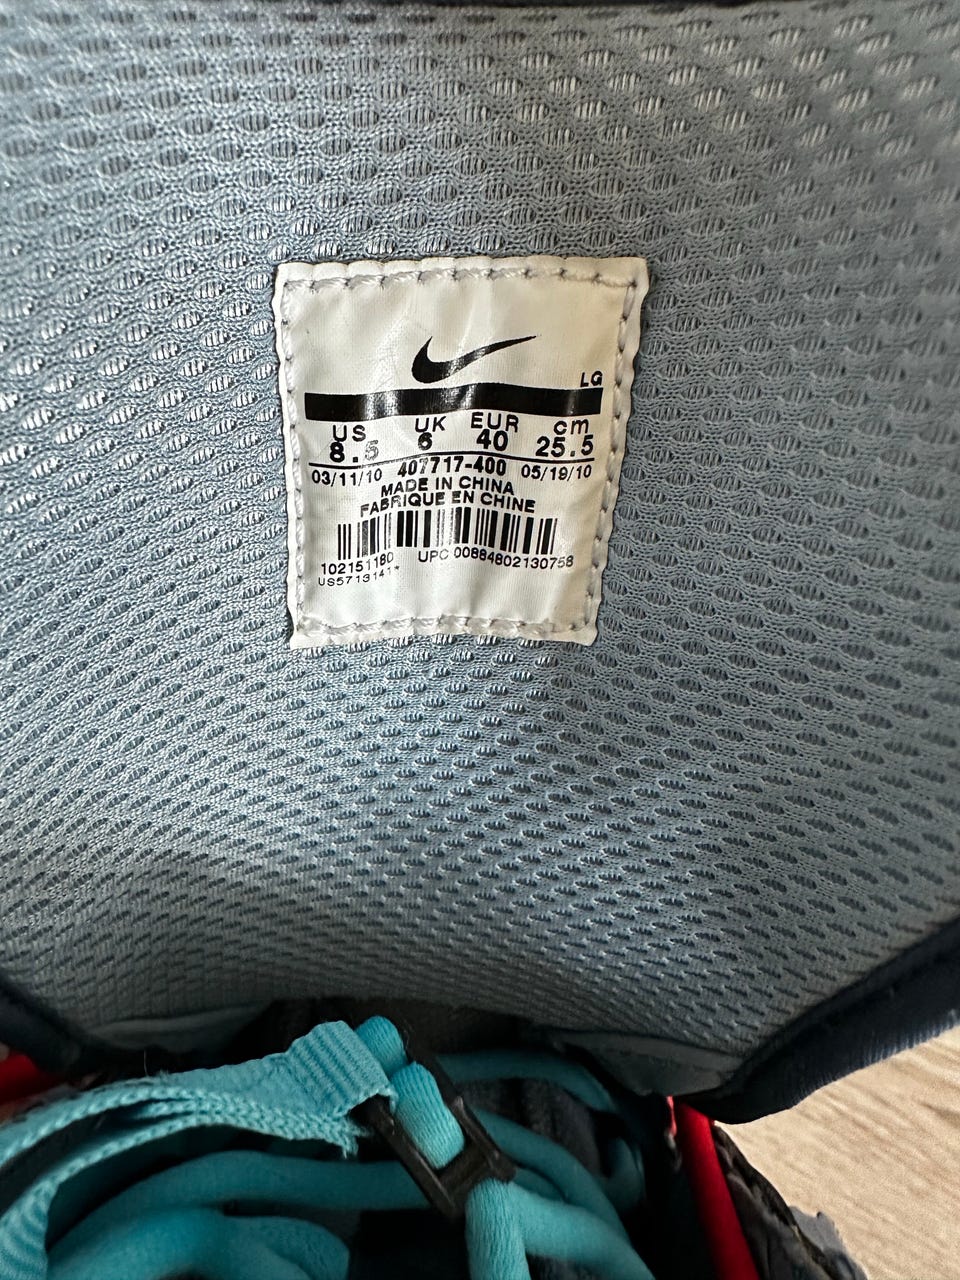 LG
US UK EUR cm
8.5 6 40 25.5
03/11/10 407717-400 05/19/10
MADE IN CHINA
FABRIQUE EN CHINE
102151180 UPC 00884802130758
US5713141*